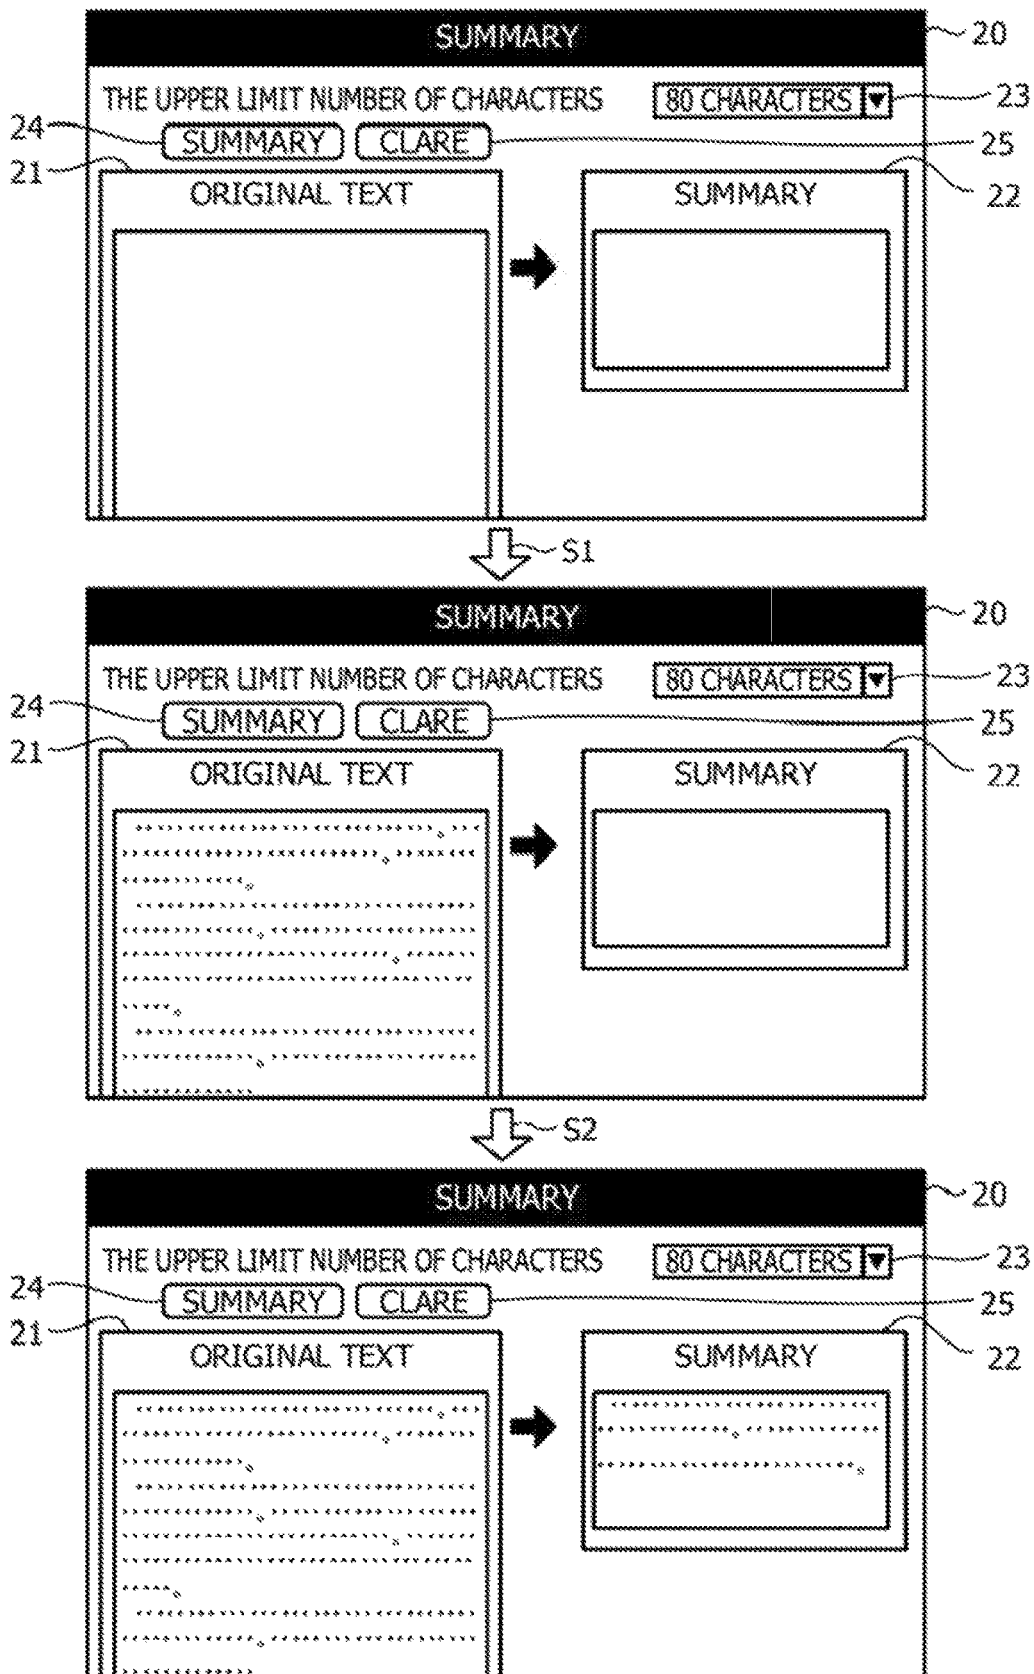 SUMMARY 20
THE UPPER LIMIT NUMBER OF CHARACTERS 80 CHARACTERS ▼ 23
24 SUMMARY CLARE 25
21 ORIGINAL TEXT SUMMARY 22
S1
SUMMARY 20
THE UPPER LIMIT NUMBER OF CHARACTERS 80 CHARACTERS ▼ 23
24 SUMMARY CLARE 25
21 ORIGINAL TEXT SUMMARY 22
S2
SUMMARY 20
THE UPPER LIMIT NUMBER OF CHARACTERS 80 CHARACTERS ▼ 23
24 SUMMARY CLARE 25
21 ORIGINAL TEXT SUMMARY 22